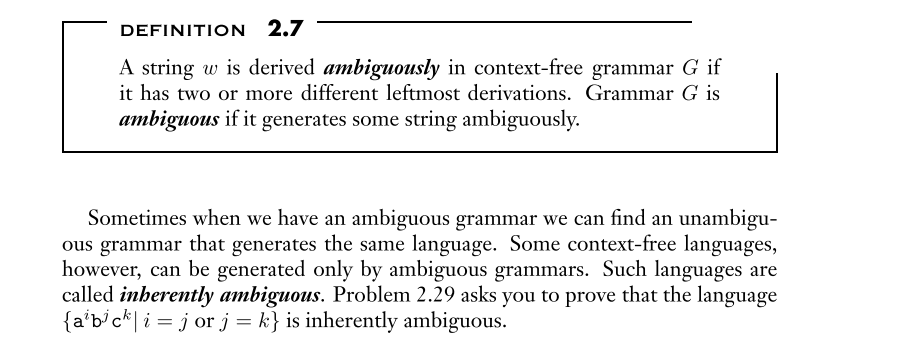 DEFINITION 2.7
A string w is derived ambiguously in context-free grammar G if
it has two or more different leftmost derivations. Grammar G is
ambiguous if it generates some string ambiguously.
Sometimes when we have an ambiguous grammar we can find an unambigu-
ous grammar that generates the same language. Some context-free languages,
however, can be generated only by ambiguous grammars. Such languages are
called inherently ambiguous. Problem 2.29 asks you to prove that the language
{aⁱbʲcᵏ| i = j or j = k} is inherently ambiguous.